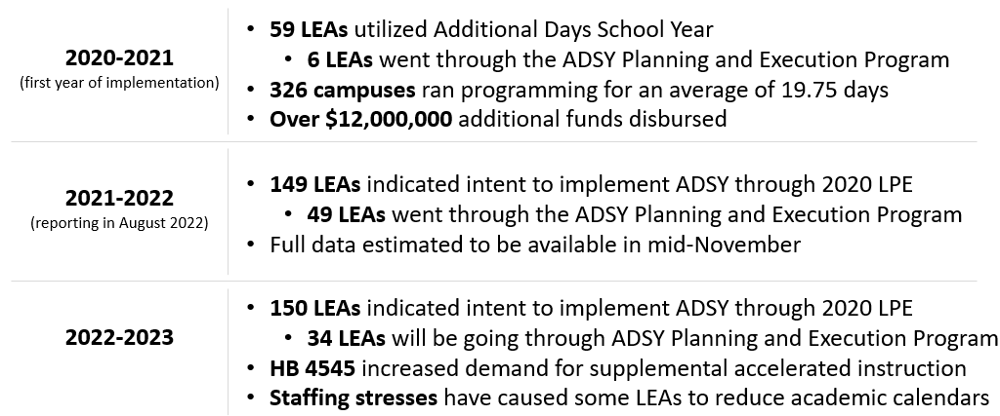 2020-2021
(first year of implementation)
• 59 LEAs utilized Additional Days School Year
• 6 LEAs went through the ADSY Planning and Execution Program
• 326 campuses ran programming for an average of 19.75 days
• Over $12,000,000 additional funds disbursed
2021-2022
(reporting in August 2022)
• 149 LEAs indicated intent to implement ADSY through 2020 LPE
• 49 LEAs went through the ADSY Planning and Execution Program
• Full data estimated to be available in mid-November
2022-2023
• 150 LEAs indicated intent to implement ADSY through 2020 LPE
• 34 LEAs will be going through ADSY Planning and Execution Program
• HB 4545 increased demand for supplemental accelerated instruction
• Staffing stresses have caused some LEAs to reduce academic calendars